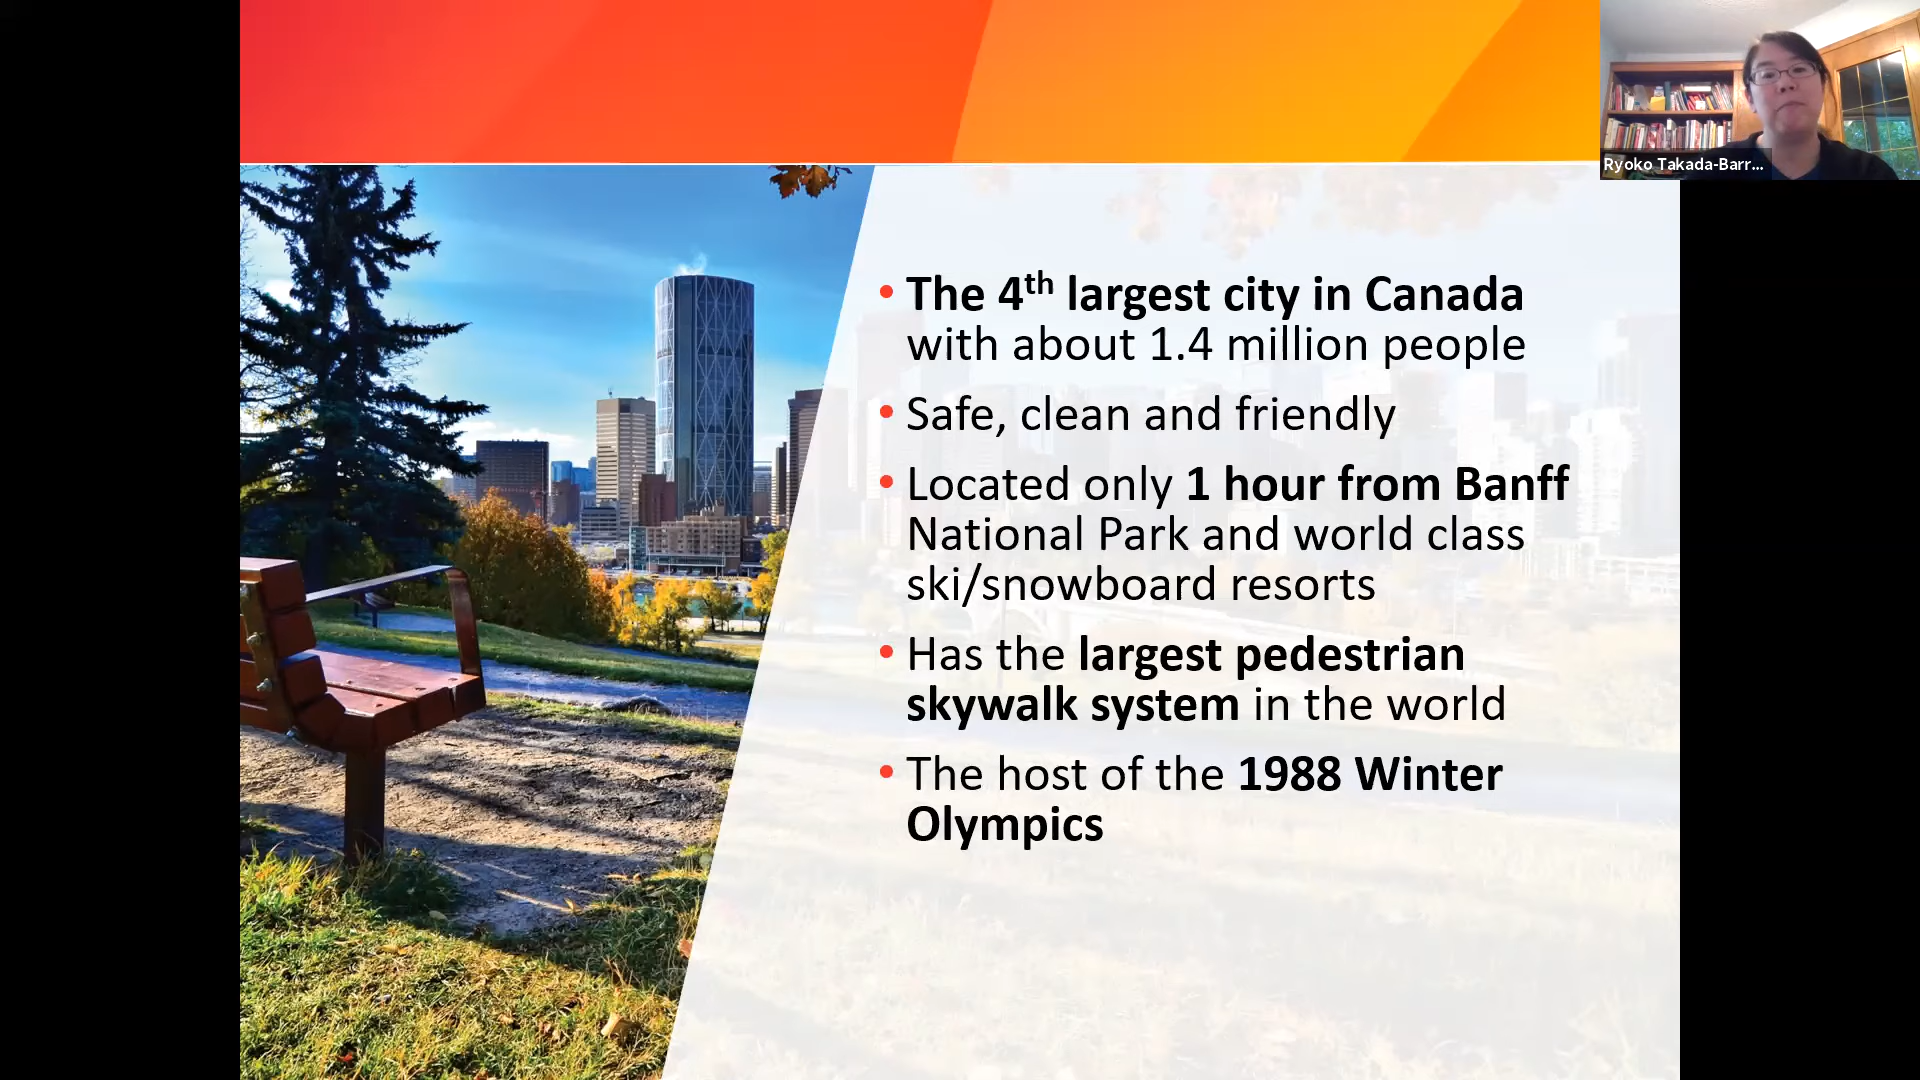 Ryoko Takada-Barr...
• The 4th largest city in Canada
with about 1.4 million people
• Safe, clean and friendly
• Located only 1 hour from Banff
National Park and world class
ski/snowboard resorts
• Has the largest pedestrian
skywalk system in the world
• The host of the 1988 Winter
Olympics